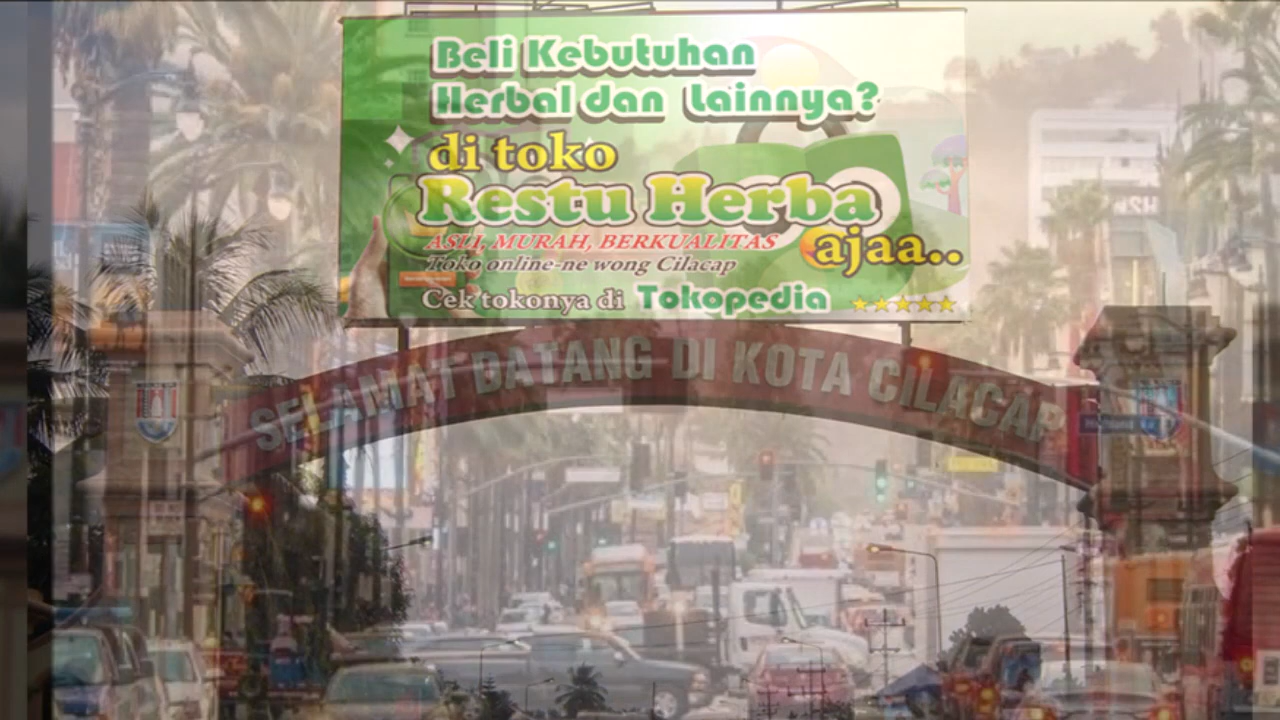 Beli Kebutuhan
Herbal dan Lainnya?
di toko
Restu Herba
ajaa..
ASLI, MURAH, BERKUALITAS
Toko online-ne wong Cilacap
Cek tokonya di Tokopedia
SELAMAT DATANG DI KOTA CILACAP